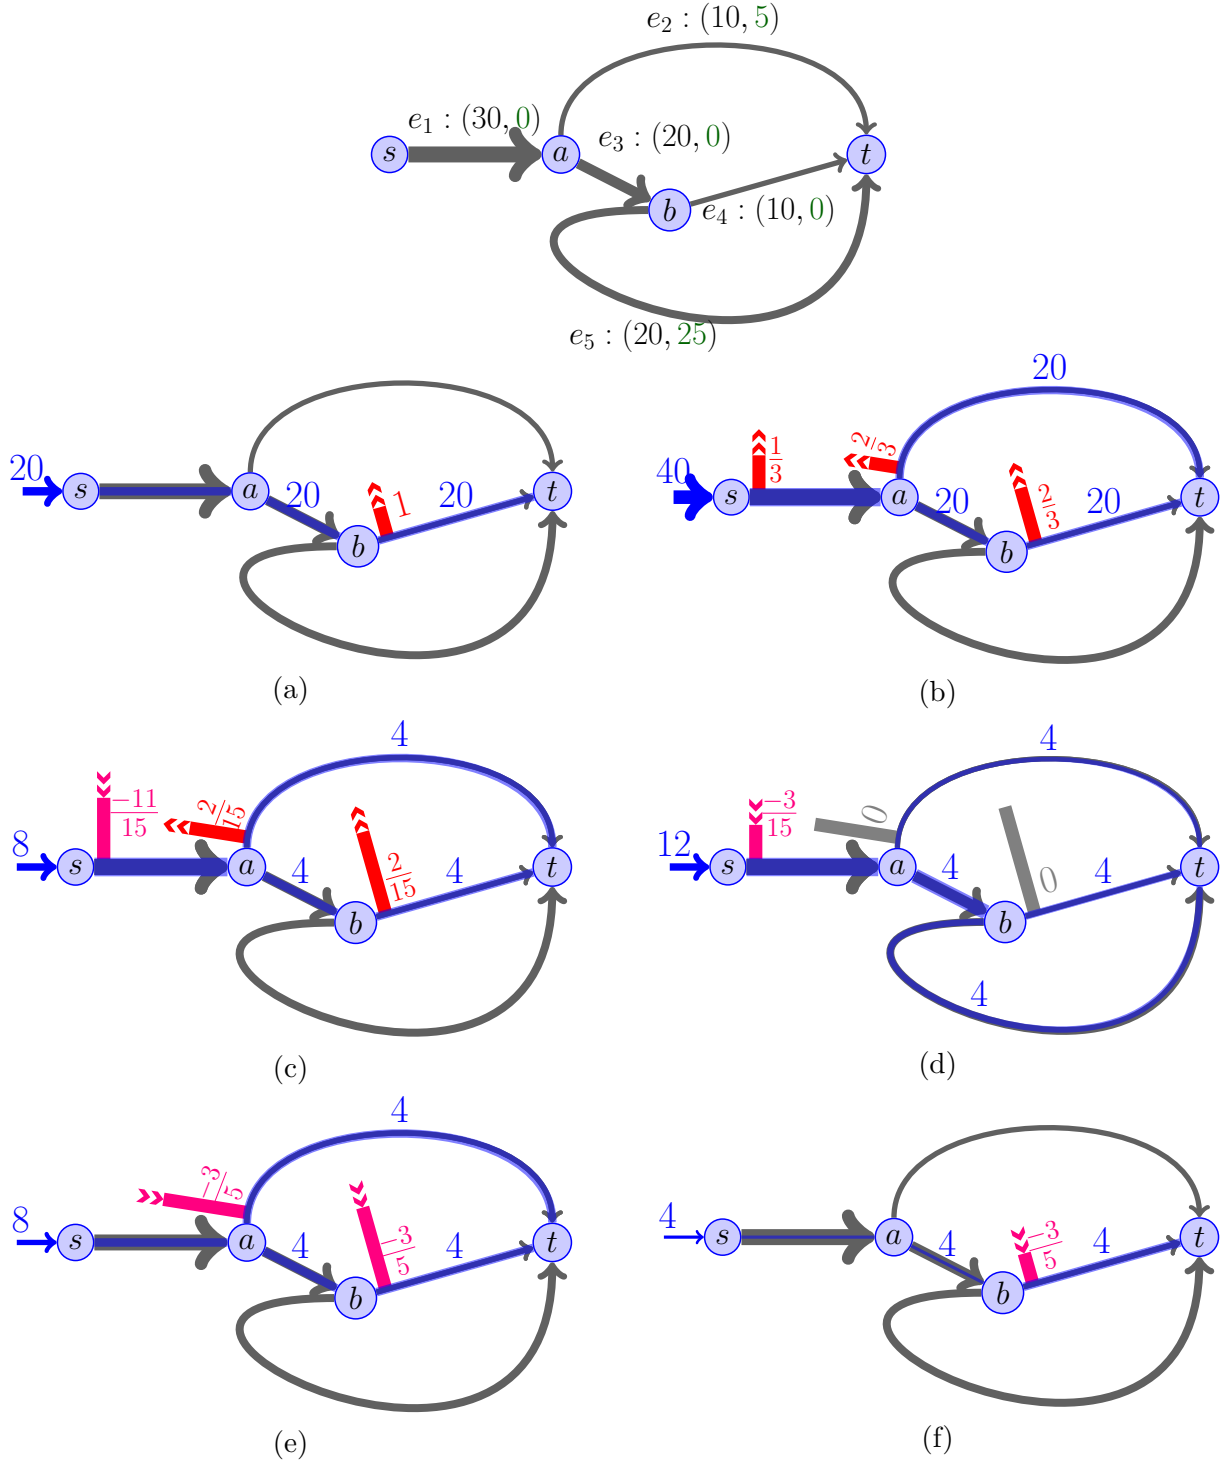 e₂ : (10, 5)
e₁ : (30, 0)
e₃ : (20, 0)
s
a
t
b
e₄ : (10, 0)
e₅ : (20, 25)
20
s
a
20
b
1
20
t
(a)
20
40
s
1/3
2/3
a
20
b
2/3
20
t
(b)
4
8
s
-11/15
2/15
a
4
b
2/15
4
t
(c)
4
12
s
-3/15
0
a
4
b
0
4
t
4
(d)
4
8
s
-3/5
a
4
b
-3/5
4
t
(e)
4
s
a
4
b
-3/5
4
t
(f)